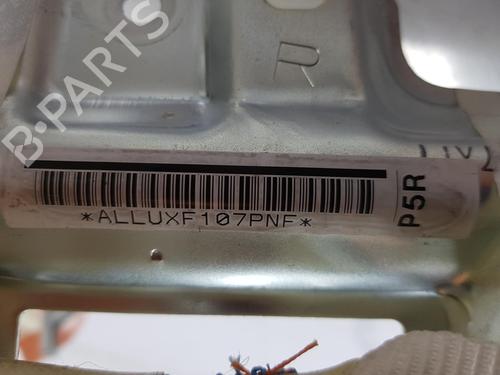 B-PARTS
R
*ALLUXF107PNF*
P5R